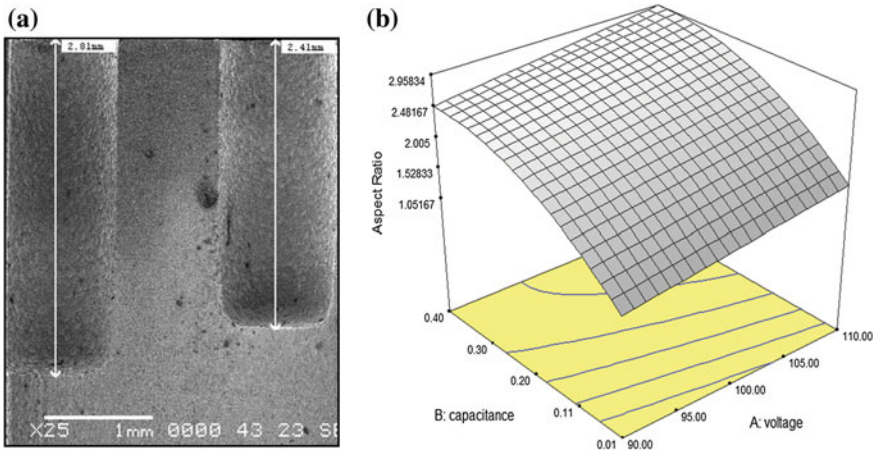 (a)
2.81mm
2.41mm
X25 1mm 0000 43 23 SE
(b)
2.95834
2.48167
2.005
1.52833
1.05167
Aspect Ratio
0.40
0.30
0.20
0.11
0.01
B: capacitance
90.00
95.00
100.00
105.00
110.00
A: voltage